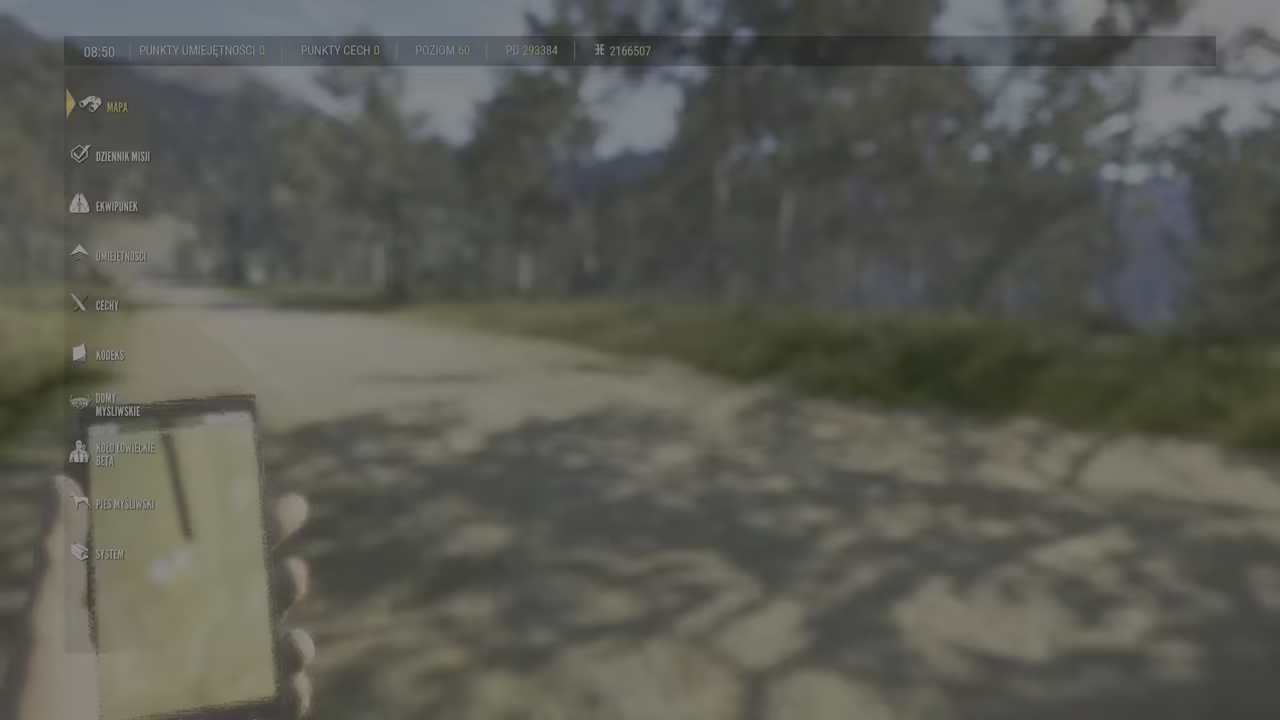 08:50 PUNKTY UMIEJĘTNOŚCI 0 PUNKTY CECH 0 POZIOM 60 PD 293384 2166507
MAPA
DZIENNIK MISJI
EKWIPUNEK
UMIEJĘTNOŚCI
CECHY
KODEKS
DOMY
MYŚLIWSKIE
KOŁO ŁOWIECKIE
BETA
PIES MYŚLIWSKI
SYSTEM